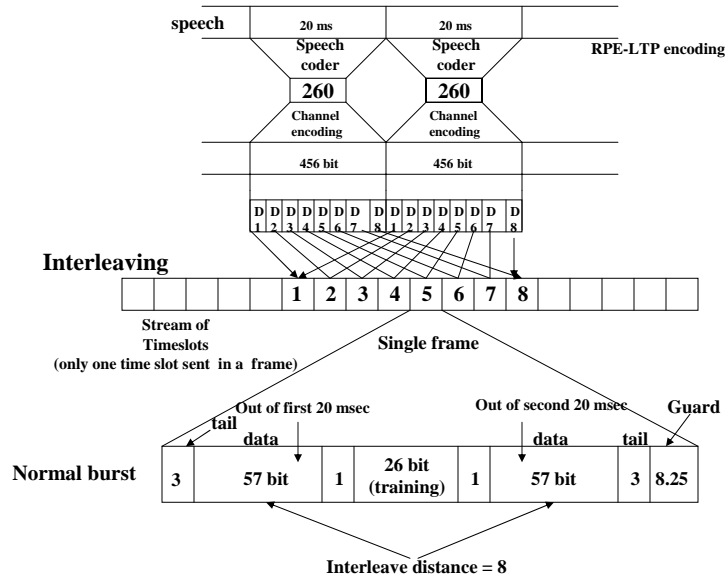 speech
20 ms
20 ms
Speech
coder
Speech
coder
RPE-LTP encoding
260
260
Channel
encoding
Channel
encoding
456 bit
456 bit
D D D D D D D D D D D D D D D D
1 2 3 4 5 6 7 8 1 2 3 4 5 6 7 8
Interleaving
1 2 3 4 5 6 7 8
Stream of
Timeslots
(only one time slot sent in a frame)
Single frame
Guard
Out of first 20 msec
Out of second 20 msec
tail
data
data
tail
Normal burst
3
57 bit
1
26 bit
(training)
1
57 bit
3
8.25
Interleave distance = 8